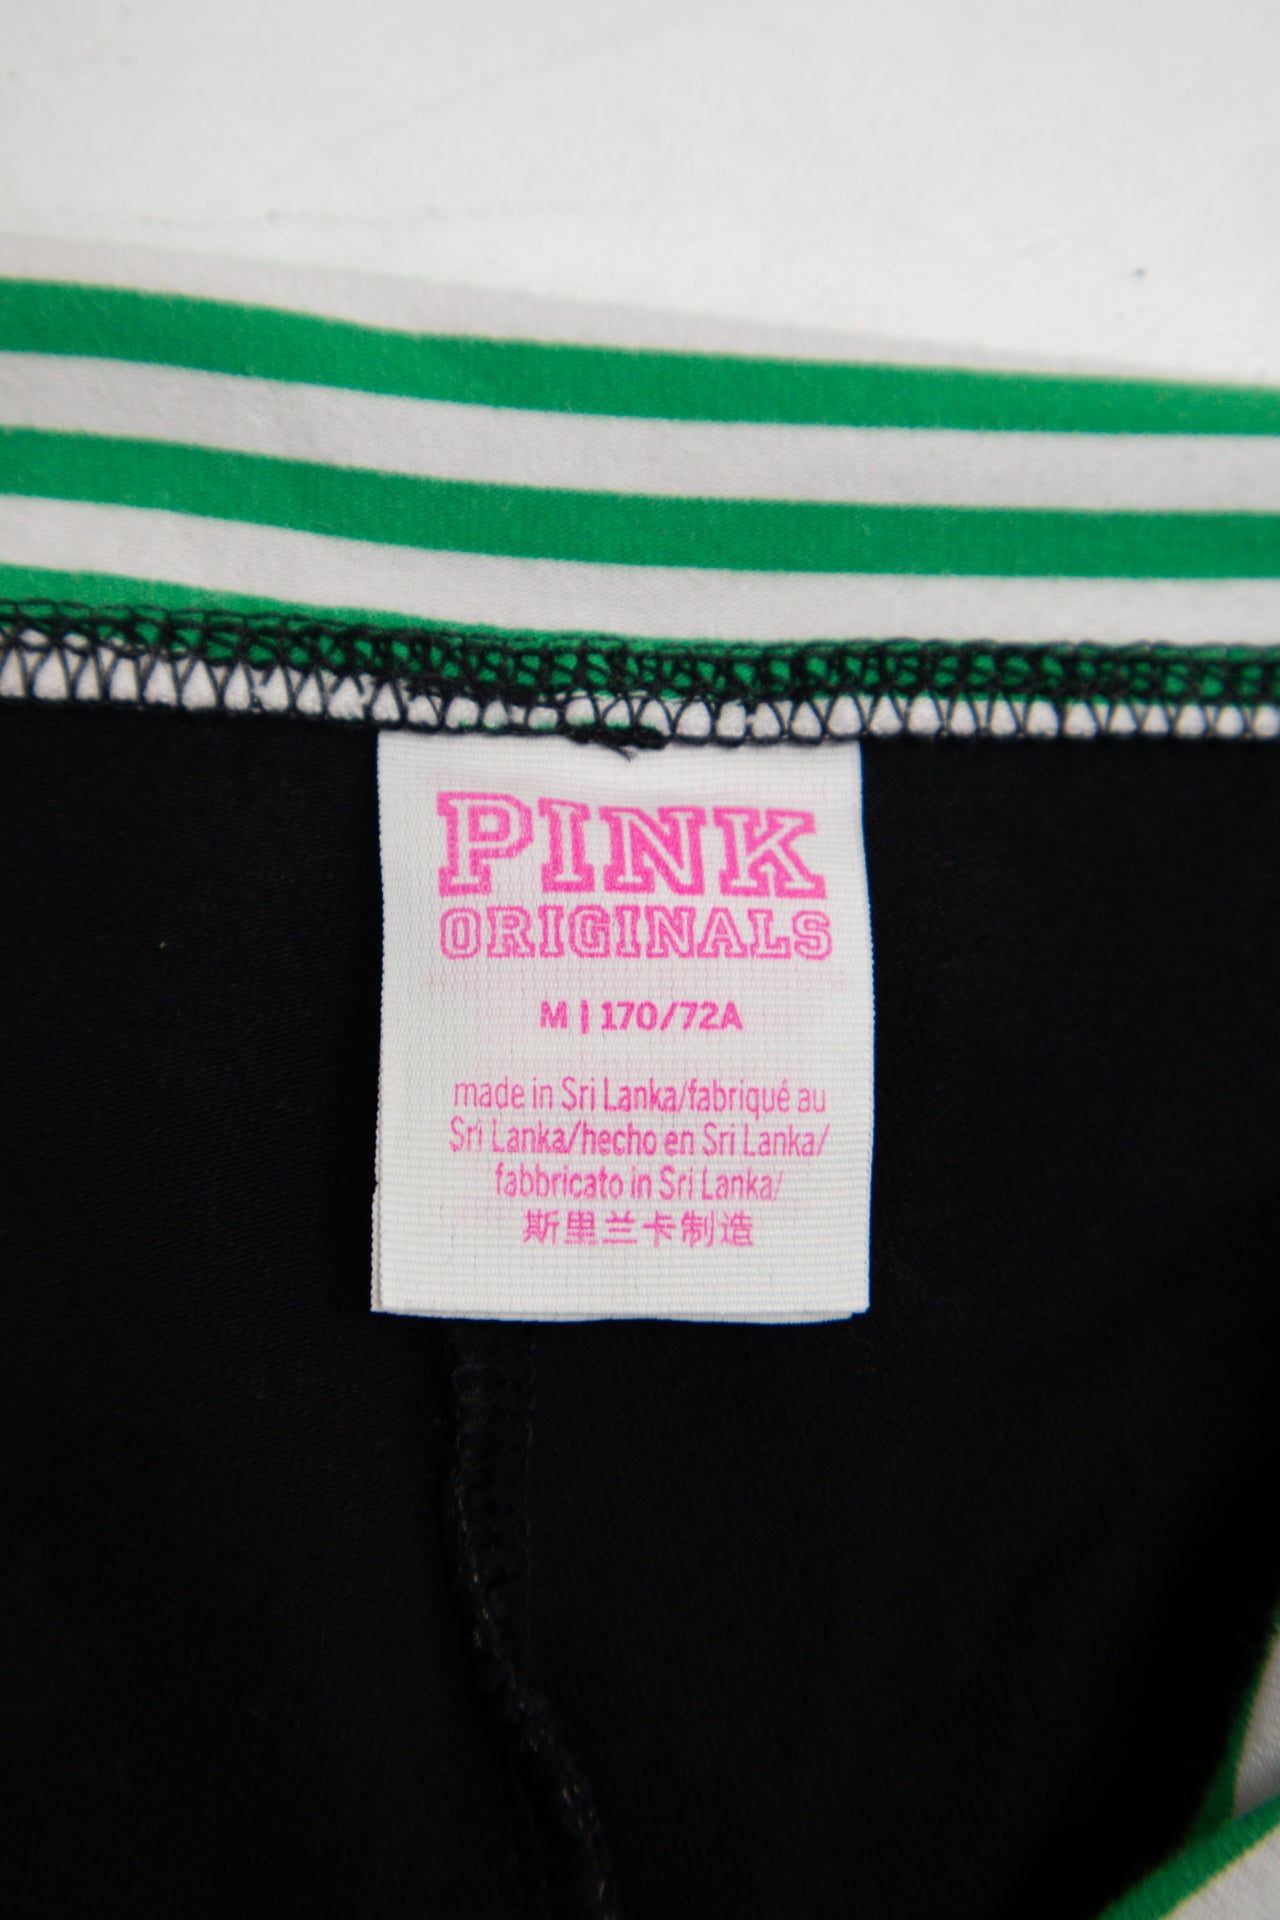 PINK
ORIGINALS
M | 170/72A
made in Sri Lanka/fabriqué au
Sri Lanka/hecho en Sri Lanka/
fabbricato in Sri Lanka/
斯里兰卡制造